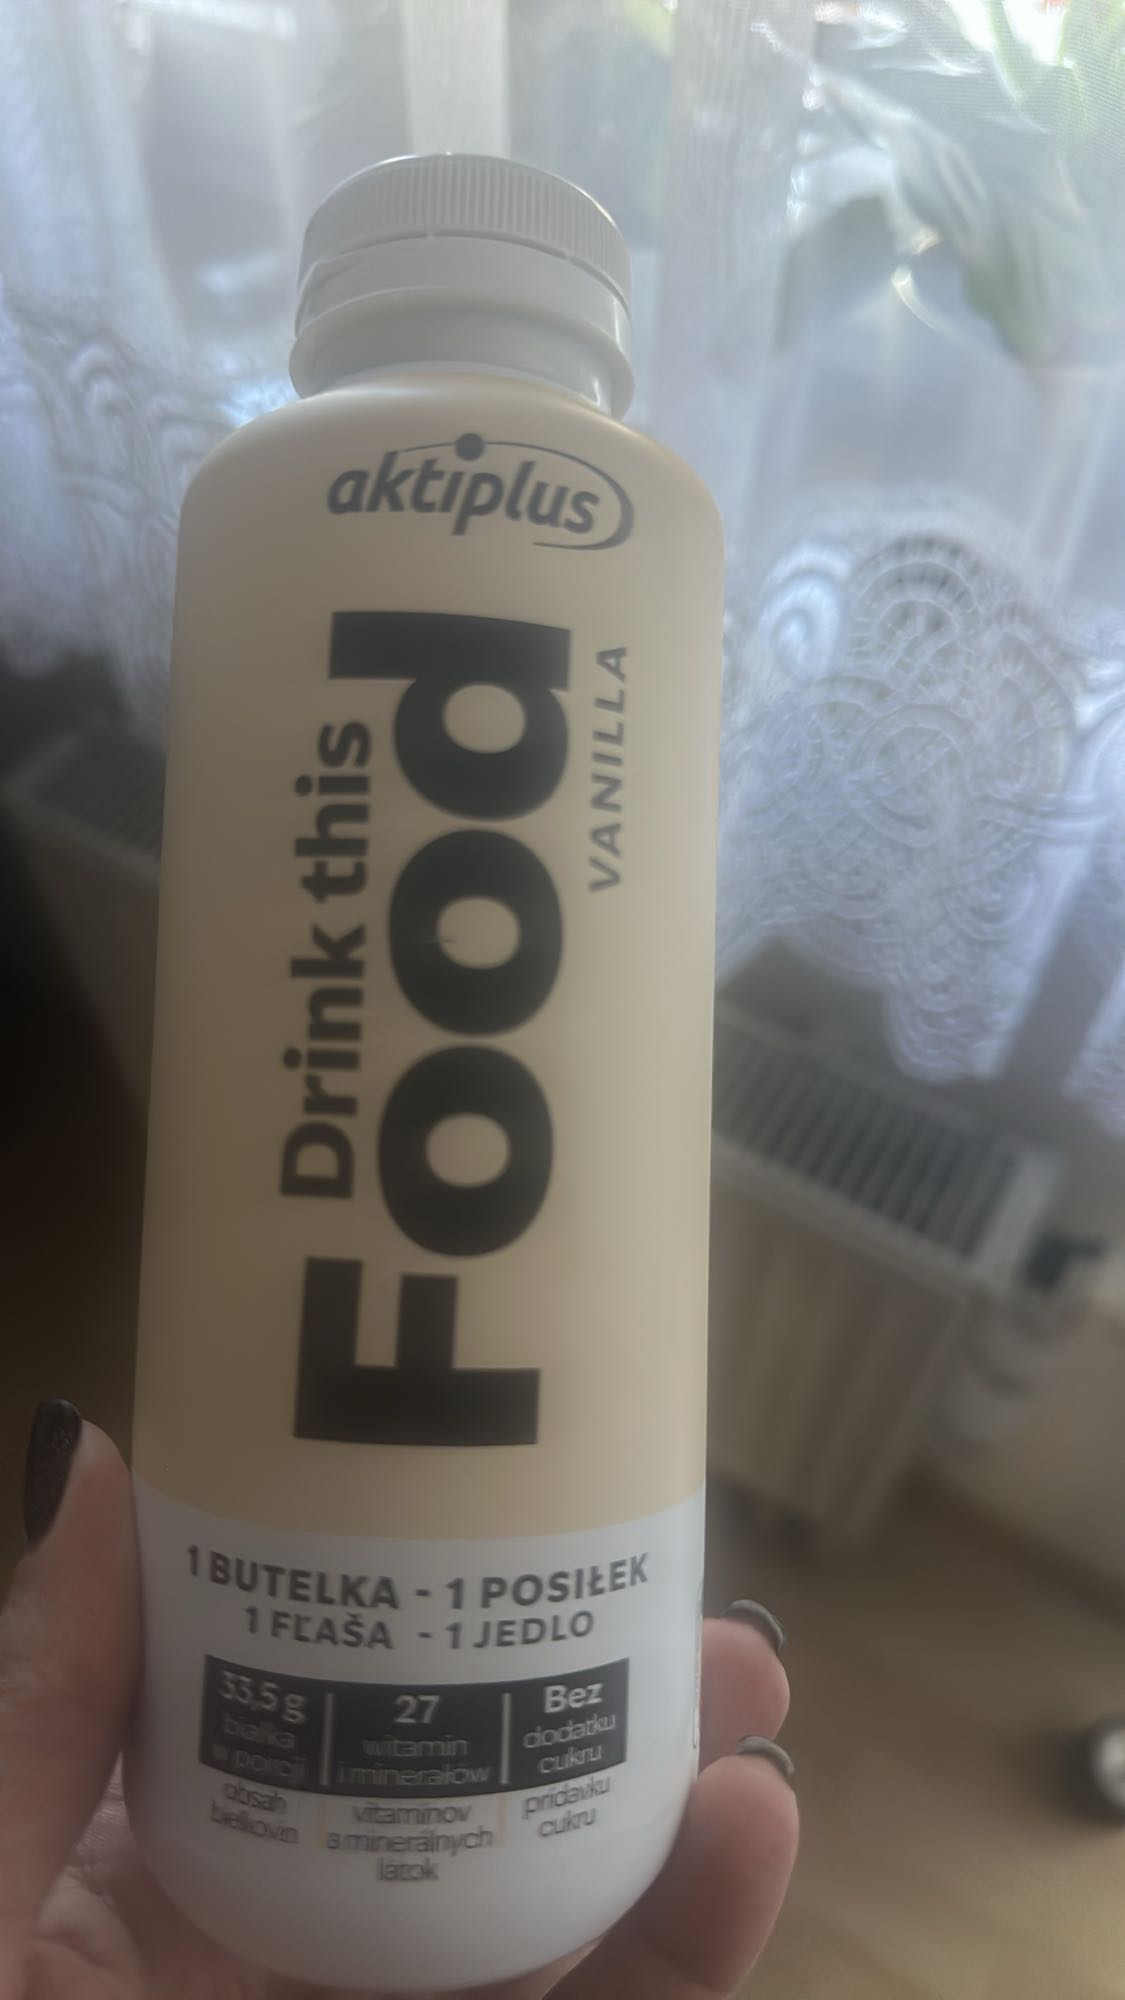 aktiplus
Drink this
Food
VANILLA
1 BUTELKA - 1 POSIŁEK
1 FĽAŠA - 1 JEDLO
33,5 g
białka
w porcji
obsah
bielkovín
27
witamin
i minerałów
vitamínov
a minerálnych
látok
Bez
dodatku
cukru
prídavku
cukru